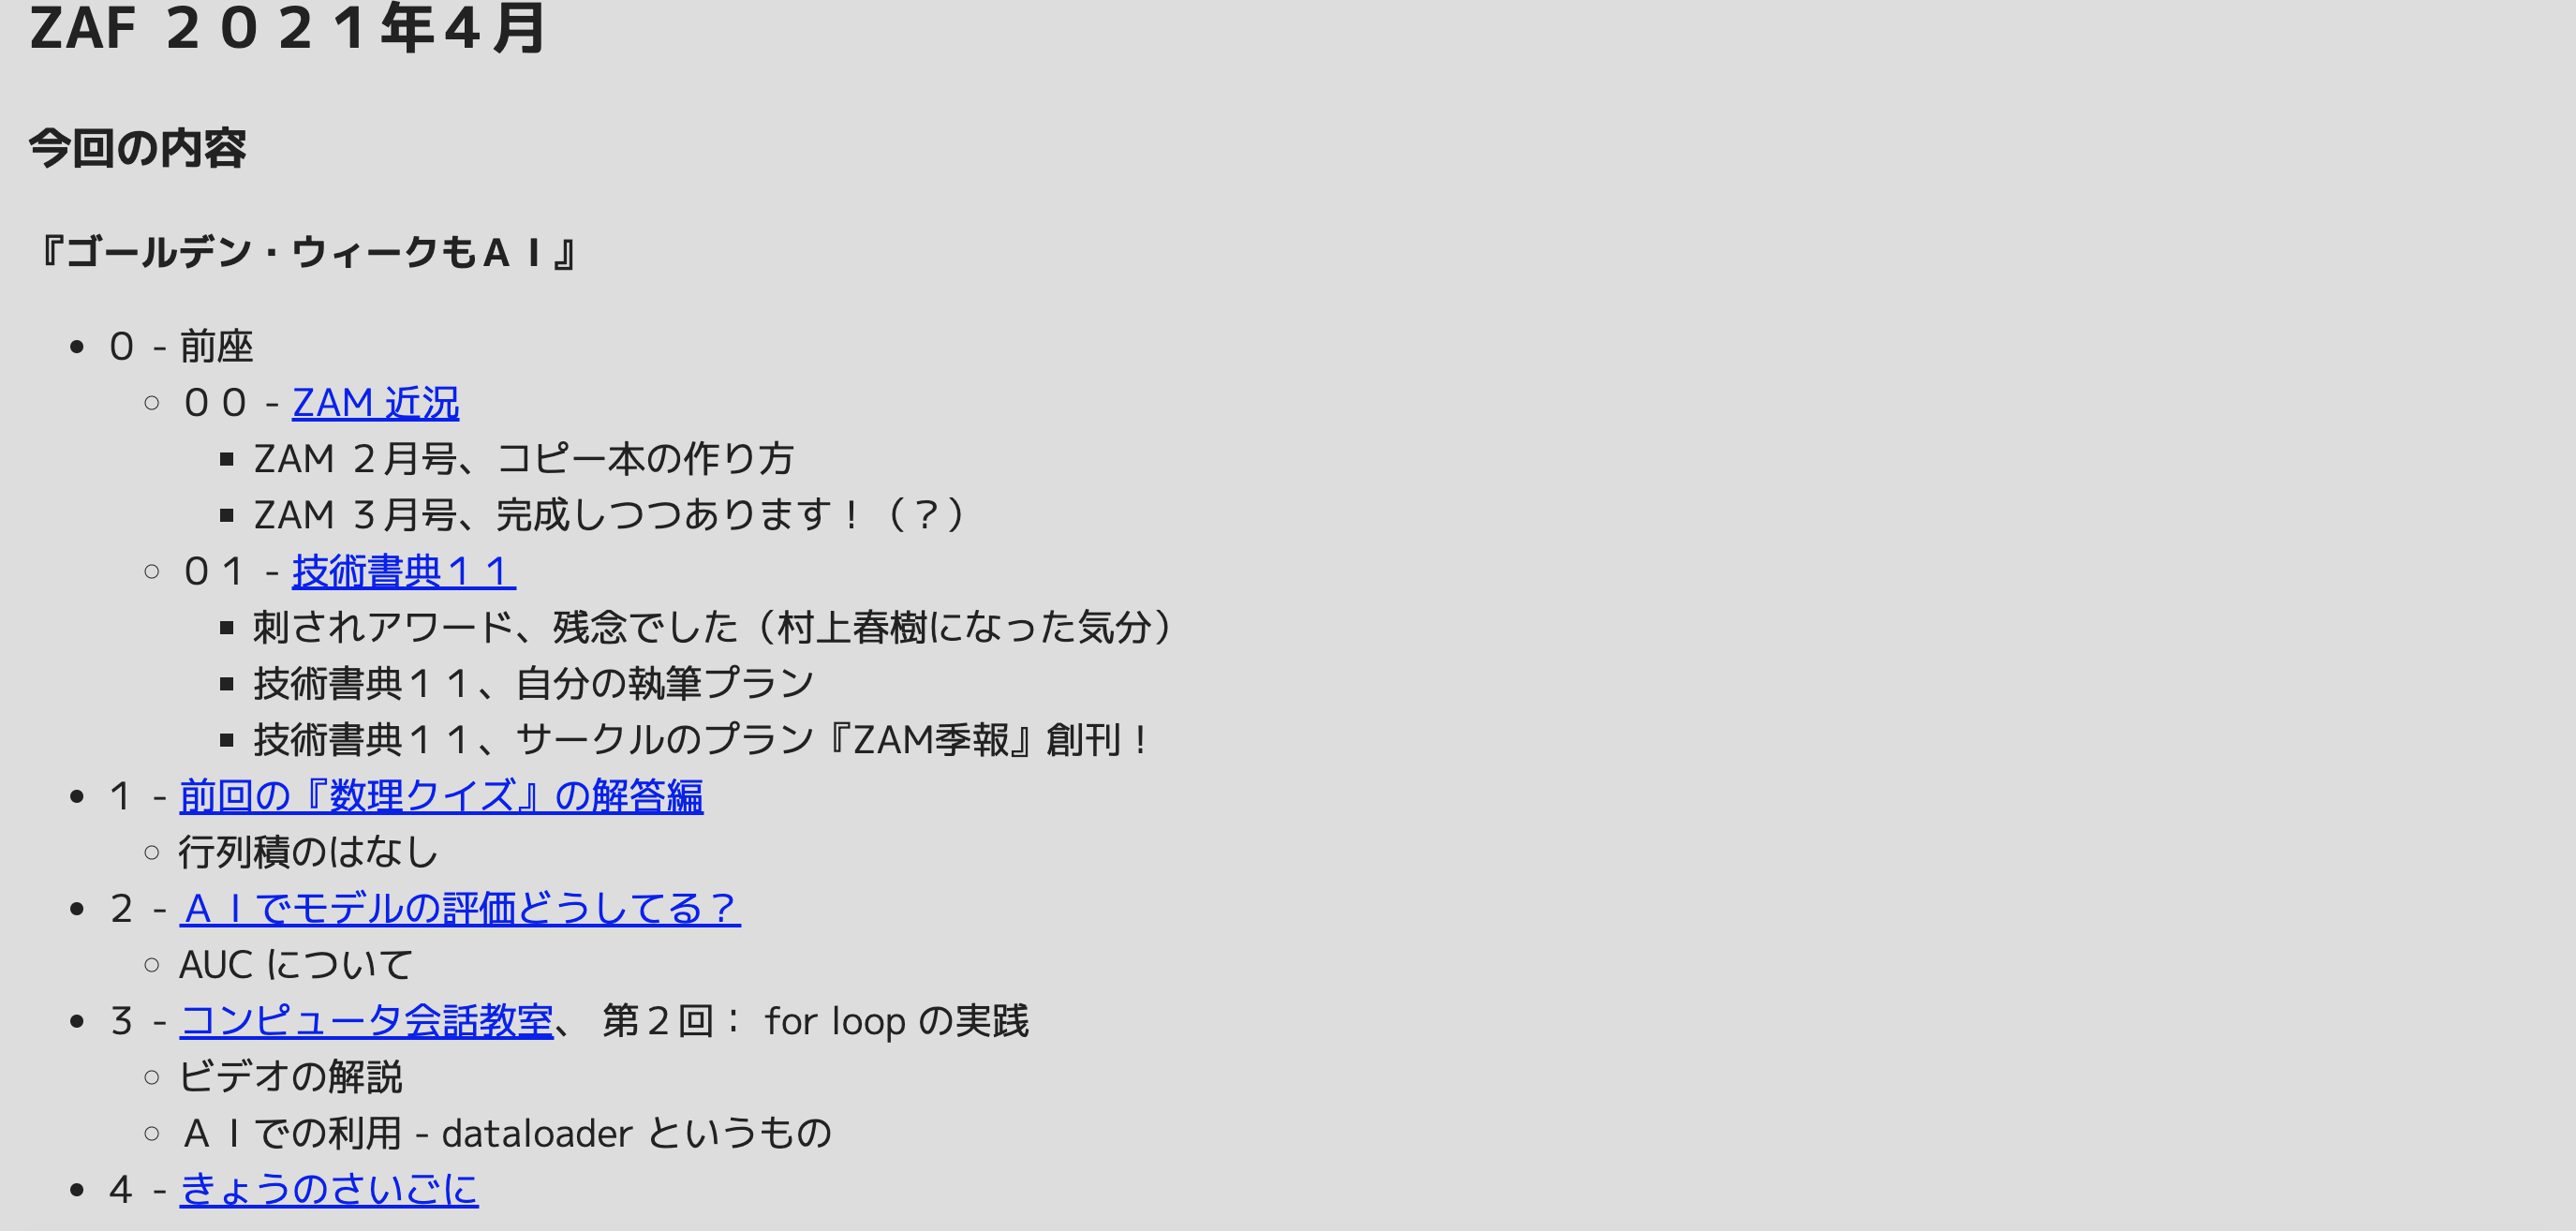 ZAF ２０２１年４月
今回の内容
『ゴールデン・ウィークもＡＩ』
０ - 前座
００ - ZAM 近況
ZAM ２月号、コピー本の作り方
ZAM ３月号、完成しつつあります！（？）
０１ - 技術書典１１
刺されアワード、残念でした（村上春樹になった気分）
技術書典１１、自分の執筆プラン
技術書典１１、サークルのプラン『ZAM季報』創刊！
１ - 前回の『数理クイズ』の解答編
行列積のはなし
２ - ＡＩでモデルの評価どうしてる？
AUC について
３ - コンピュータ会話教室、 第２回： for loop の実践
ビデオの解説
ＡＩでの利用 - dataloader というもの
４ - きょうのさいごに